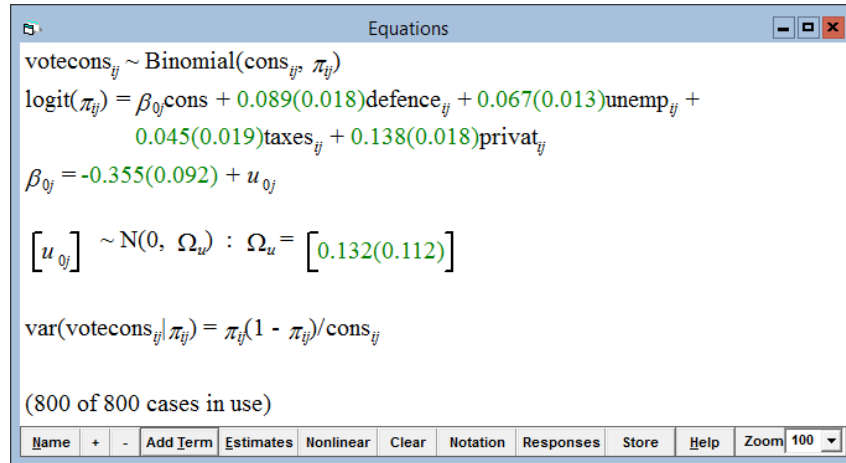 Equations
votecons_ij ~ Binomial(cons_ij, π_ij)
logit(π_ij) = β_0jcons + 0.089(0.018)defence_ij + 0.067(0.013)unemp_ij +
0.045(0.019)taxes_ij + 0.138(0.018)privat_ij
β_0j = -0.355(0.092) + u_0j
[u_0j] ~ N(0, Ω_u) : Ω_u = [0.132(0.112)]
var(votecons_ij|π_ij) = π_ij(1 - π_ij)/cons_ij
(800 of 800 cases in use)
Name + - Add Term Estimates Nonlinear Clear Notation Responses Store Help Zoom 100